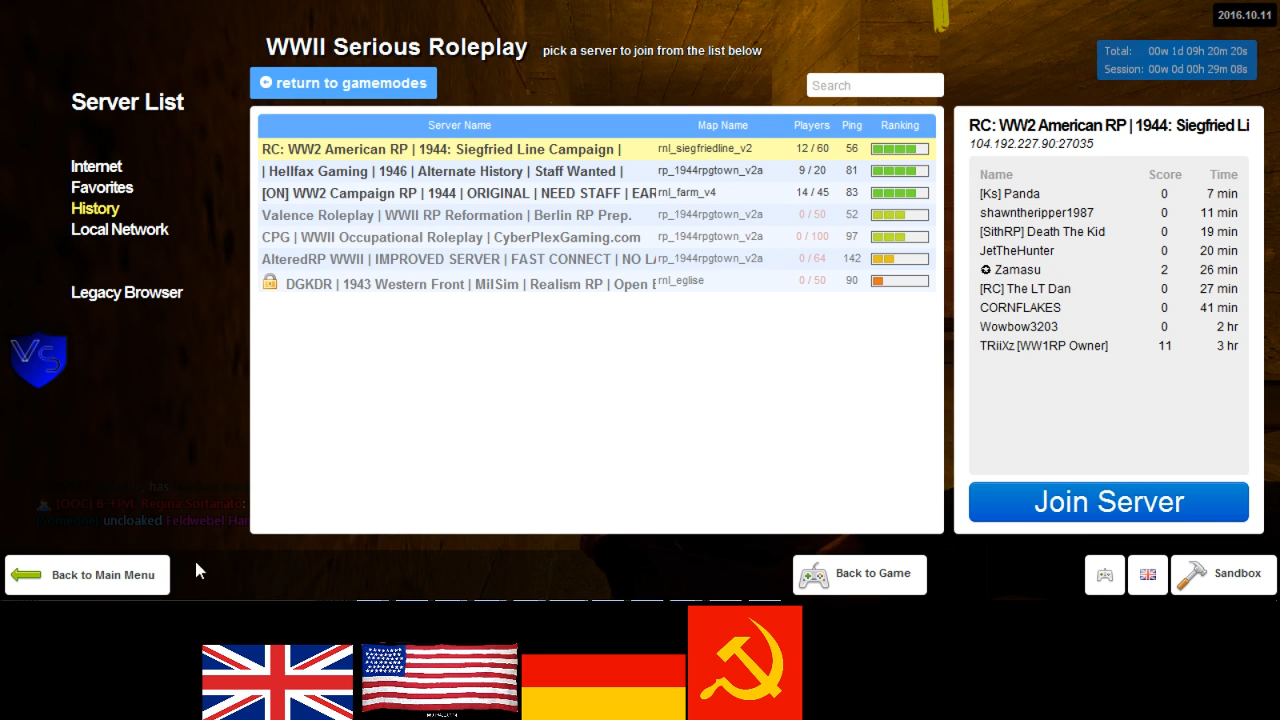 2016.10.11
WWII Serious Roleplay pick a server to join from the list below
Total: 00w 1d 09h 20m 20s
Session: 00w 0d 00h 29m 08s
return to gamemodes
Search
Server List
Internet
Favorites
History
Local Network
Legacy Browser
VS
Server Name Map Name Players Ping Ranking
RC: WW2 American RP | 1944: Siegfried Line Campaign | rnl_siegfriedline_v2 12 / 60 56
| Hellfax Gaming | 1946 | Alternate History | Staff Wanted | rp_1944rpgtown_v2a 9 / 20 81
[ON] WW2 Campaign RP | 1944 | ORIGINAL | NEED STAFF | EAR rnl_farm_v4 14 / 45 83
Valence Roleplay | WWII RP Reformation | Berlin RP Prep. rp_1944rpgtown_v2a 0 / 50 52
CPG | WWII Occupational Roleplay | CyberPlexGaming.com rp_1944rpgtown_v2a 0 / 100 97
AlteredRP WWII | IMPROVED SERVER | FAST CONNECT | NO L rp_1944rpgtown_v2a 0 / 64 142
DGKDR | 1943 Western Front | MilSim | Realism RP | Open rnl_eglise 0 / 50 90
RC: WW2 American RP | 1944: Siegfried Li
104.192.227.90:27035
Name Score Time
[Ks] Panda 0 7 min
shawntheripper1987 0 11 min
[SithRP] Death The Kid 0 19 min
JetTheHunter 0 20 min
✪ Zamasu 2 26 min
[RC] The LT Dan 0 27 min
CORNFLAKES 0 41 min
Wowbow3203 0 2 hr
TRiiXz [WW1RP Owner] 11 3 hr
Join Server
has
[OOC] Pvt. Regina Sortanato:
uncloaked Feldwebel Han
Back to Main Menu
Back to Game
Sandbox